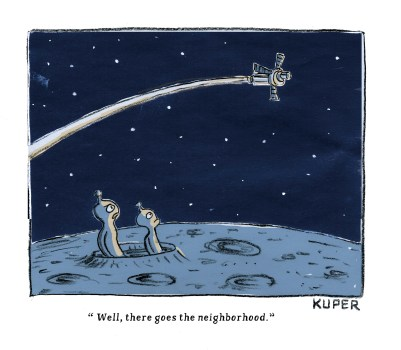 KUPER
“ Well, there goes the neighborhood.”